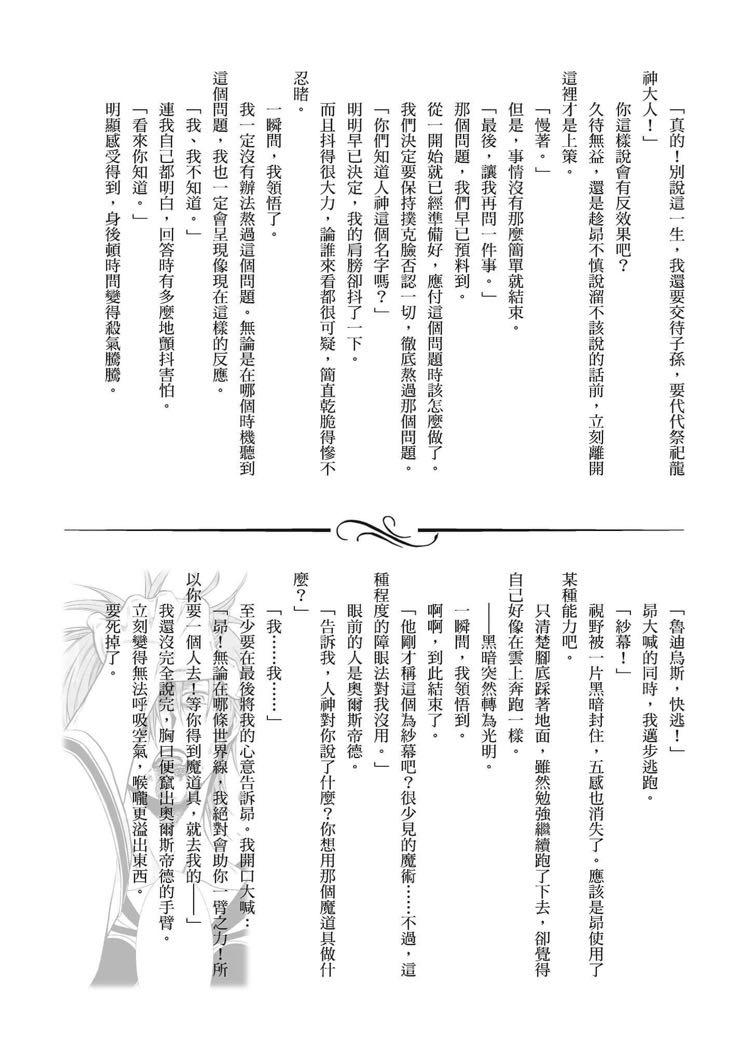 「真的！別說這一生，我還要交待子孫，要代代祭祀龍
神大人！」
你這樣說會有反效果吧？
久待無益，還是趁昴不慎說溜不該說的話前，立刻離開
這裡才是上策。
「慢著。」
但是，事情沒有那麼簡單就結束。
「最後，讓我再問一件事。」
那個問題，我們早已預料到。
從一開始就已經準備好，應付這個問題時該怎麼做了。
我們決定要保持撲克臉否認一切，徹底熬過那個問題。
「你們知道人神這個名字嗎？」
明明早已決定，我的肩膀卻抖了一下。
而且抖得很大力，論誰來看都很可疑，簡直乾脆得慘不
忍睹。
一瞬間，我領悟了。
我一定沒有辦法熬過這個問題。無論是在哪個時機聽到
這個問題，我也一定會呈現像現在這樣的反應。
「我、我不知道。」
連我自己都明白，回答時有多麼地顫抖害怕。
「看來你知道。」
明顯感受得到，身後頓時間變得殺氣騰騰。
「魯迪烏斯，快逃！」
昴大喊的同時，我邁步逃跑。
「紗幕！」
視野被一片黑暗封住，五感也消失了。應該是昴使用了
某種能力吧。
只清楚腳底踩著地面，雖然勉強繼續跑了下去，卻覺得
自己好像在雲上奔跑一樣。
——黑暗突然轉為光明。
一瞬間，我領悟到。
啊啊，到此結束了。
「他剛才稱這個為紗幕吧？很少見的魔術……不過，這
種程度的障眼法對我沒用。」
眼前的人是奧爾斯帝德。
「告訴我，人神對你說了什麼？你想用那個魔道具做什
麼？」
「我……我……」
至少要在最後將我的心意告訴昴。我開口大喊…
「昴！無論在哪條世界線，我絕對會助你一臂之力！所
以你要一個人去！等你得到魔道具，就去我的——」
我還沒完全說完，胸口便竄出奧爾斯帝德的手臂。
立刻變得無法呼吸空氣，喉嚨更溢出東西。
要死掉了。